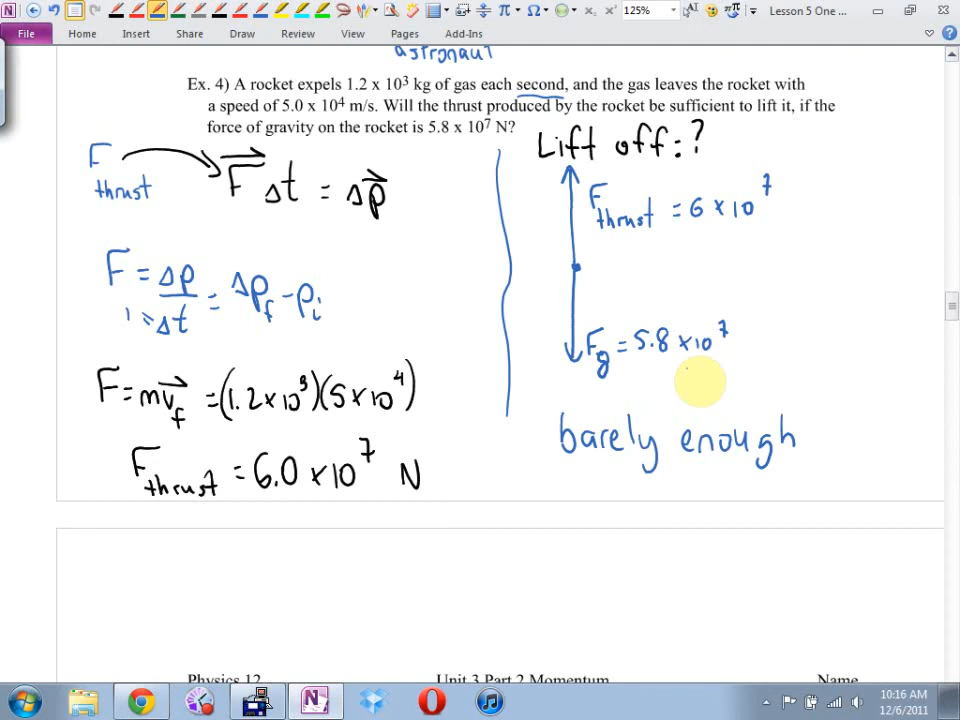 125%
Lesson 5 One ...
File Home Insert Share Draw Review Pages Add-Ins View
astronaut
Ex. 4) A rocket expels 1.2 x 10³ kg of gas each second, and the gas leaves the rocket with
a speed of 5.0 x 10⁴ m/s. Will the thrust produced by the rocket be sufficient to lift it, if the
force of gravity on the rocket is 5.8 x 10⁷ N?
F thrust
F⃗ Δt = Δp⃗
F = Δp/Δt = Δp_f - p_i
F = mv⃗_f = (1.2 x 10³)(5 x 10⁴)
F thrust = 6.0 x 10⁷ N
Lift off: ?
F thrust = 6 x 10⁷
Fg = 5.8 x 10⁷
barely enough
Physics 12 Unit 3 Part 2 Momentum Name
10:16 AM
12/6/2011